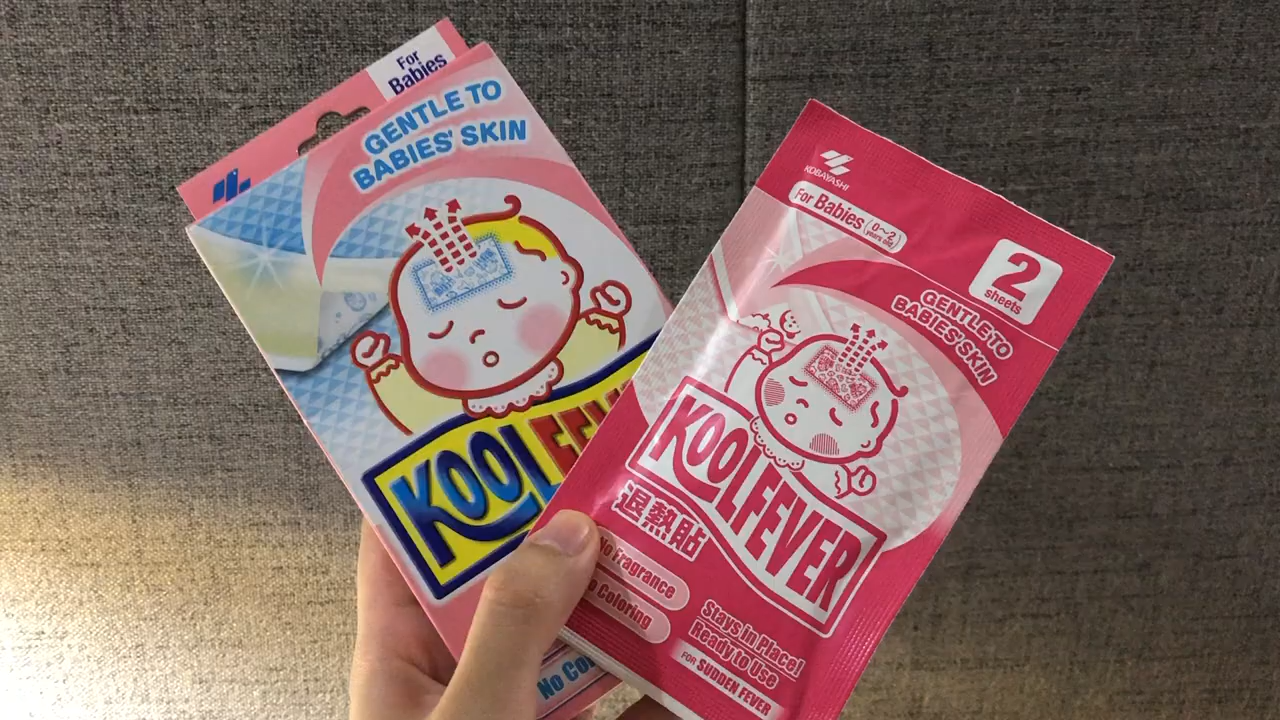 For
Babies
GENTLE TO
BABIES' SKIN
KOOL
No
KOBAYASHI
For Babies 0~2
years old
2
sheets
GENTLE TO
BABIES' SKIN
KOOLFEVER
退熱貼
No Fragrance
Coloring
Stays in Place!
Ready to Use
FOR SUDDEN FEVER